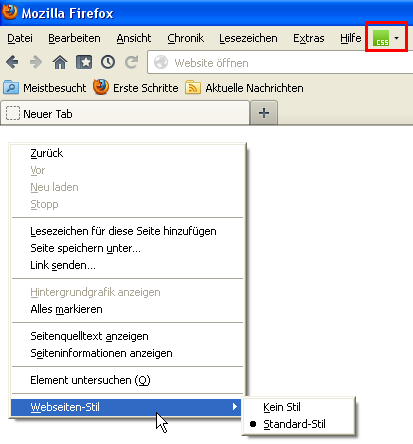 Mozilla Firefox
Datei Bearbeiten Ansicht Chronik Lesezeichen Extras Hilfe css
Website öffnen
Meistbesucht Erste Schritte Aktuelle Nachrichten
Neuer Tab +
Zurück
Vor
Neu laden
Stopp
Lesezeichen für diese Seite hinzufügen
Seite speichern unter...
Link senden...
Hintergrundgrafik anzeigen
Alles markieren
Seitenquelltext anzeigen
Seiteninformationen anzeigen
Element untersuchen (Q)
Webseiten-Stil
Kein Stil
Standard-Stil